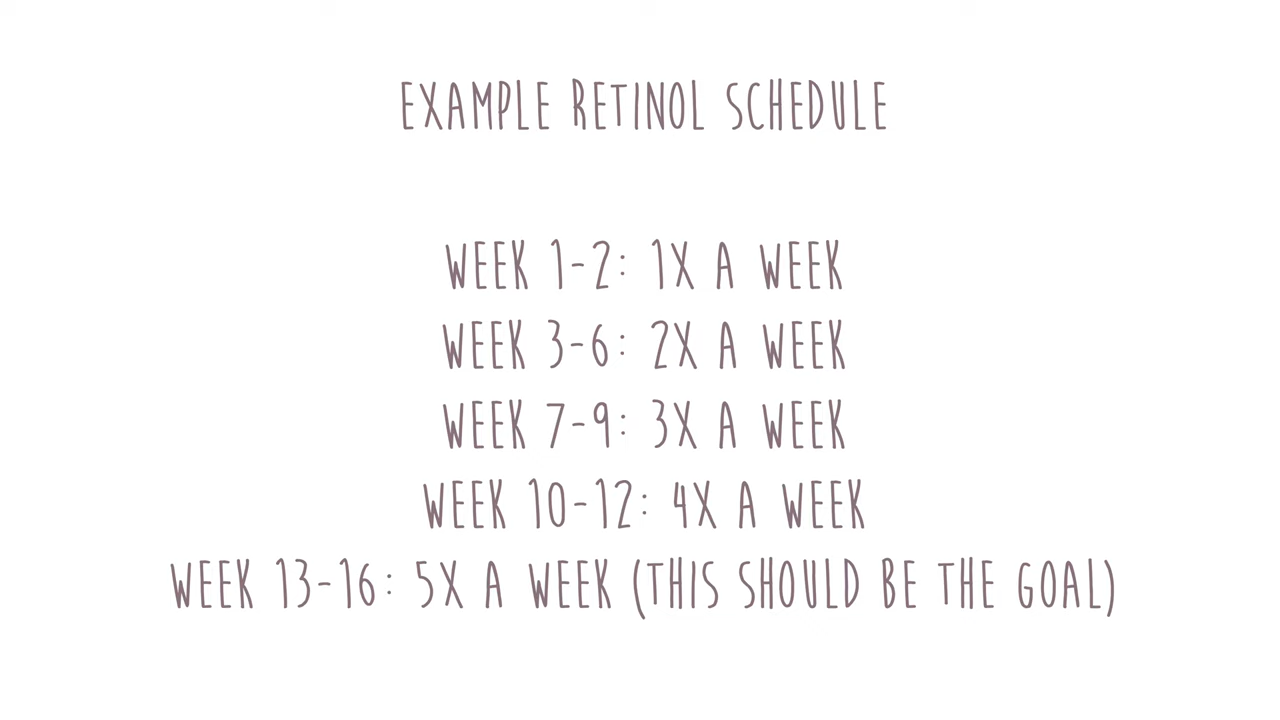 EXAMPLE RETINOL SCHEDULE
WEEK 1-2: 1X A WEEK
WEEK 3-6: 2X A WEEK
WEEK 7-9: 3X A WEEK
WEEK 10-12: 4X A WEEK
WEEK 13-16: 5X A WEEK (THIS SHOULD BE THE GOAL)